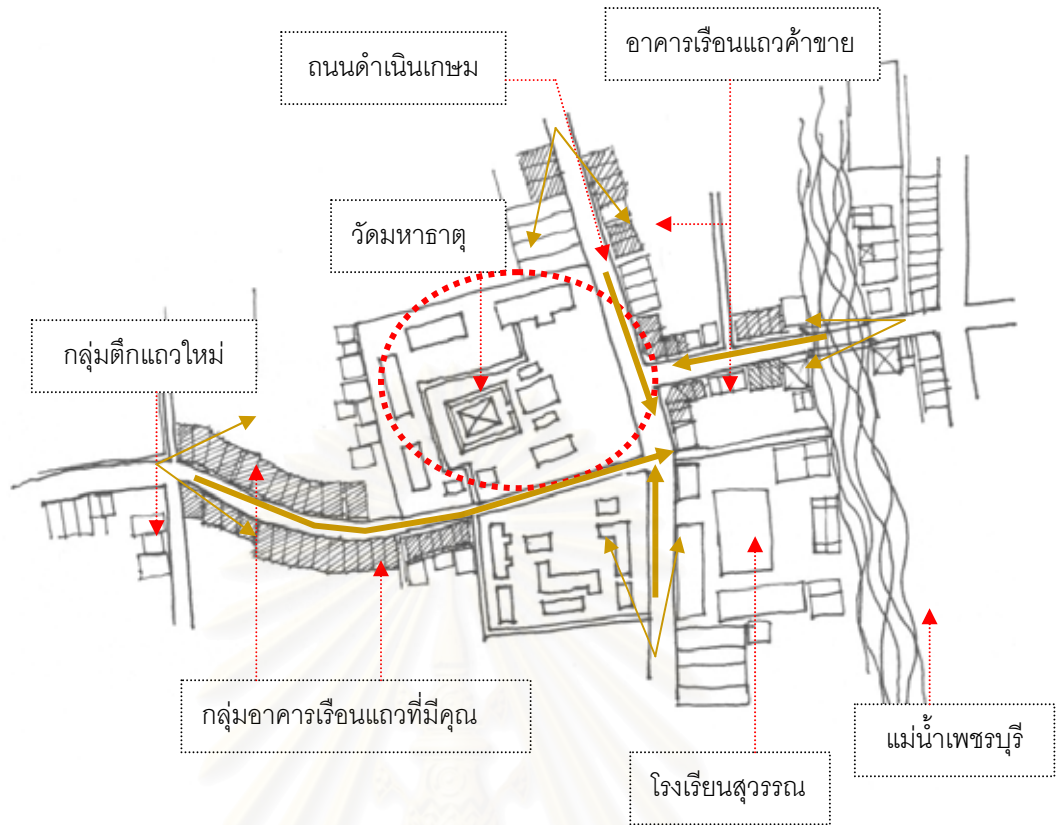 อาคารเรือนแถวค้าขาย
ถนนดำเนินเกษม
วัดมหาธาตุ
กลุ่มตึกแถวใหม่
กลุ่มอาคารเรือนแถวที่มีคุณ
แม่น้ำเพชรบุรี
โรงเรียนสุวรรณ